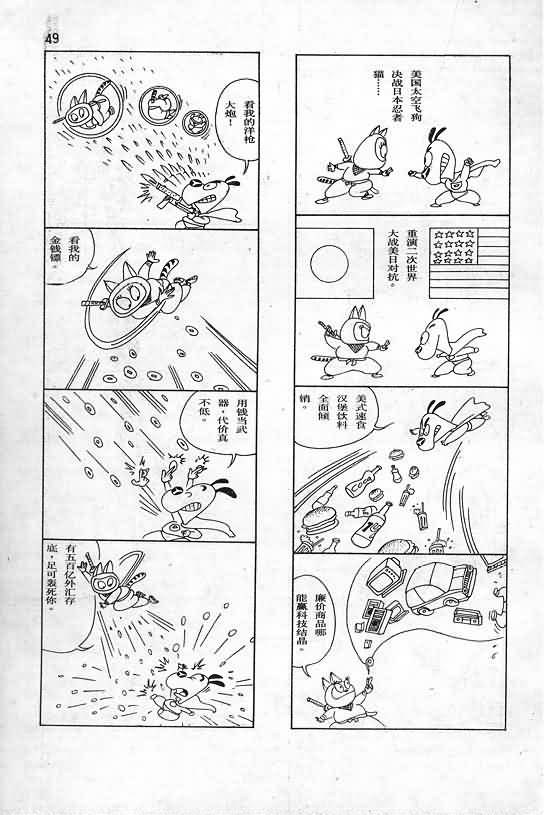 49
美国太空飞狗
决战日本忍者
猫……
重演二次世界
大战美日对抗。
美式速食
汉堡饮料
全面倾
销。
廉价商品哪
能赢科技结晶。
看我的洋枪
大炮！
看我的
金钱镖。
用钱当武
器，代价真
不低。
有五百亿外汇存
底，足可轰死你。